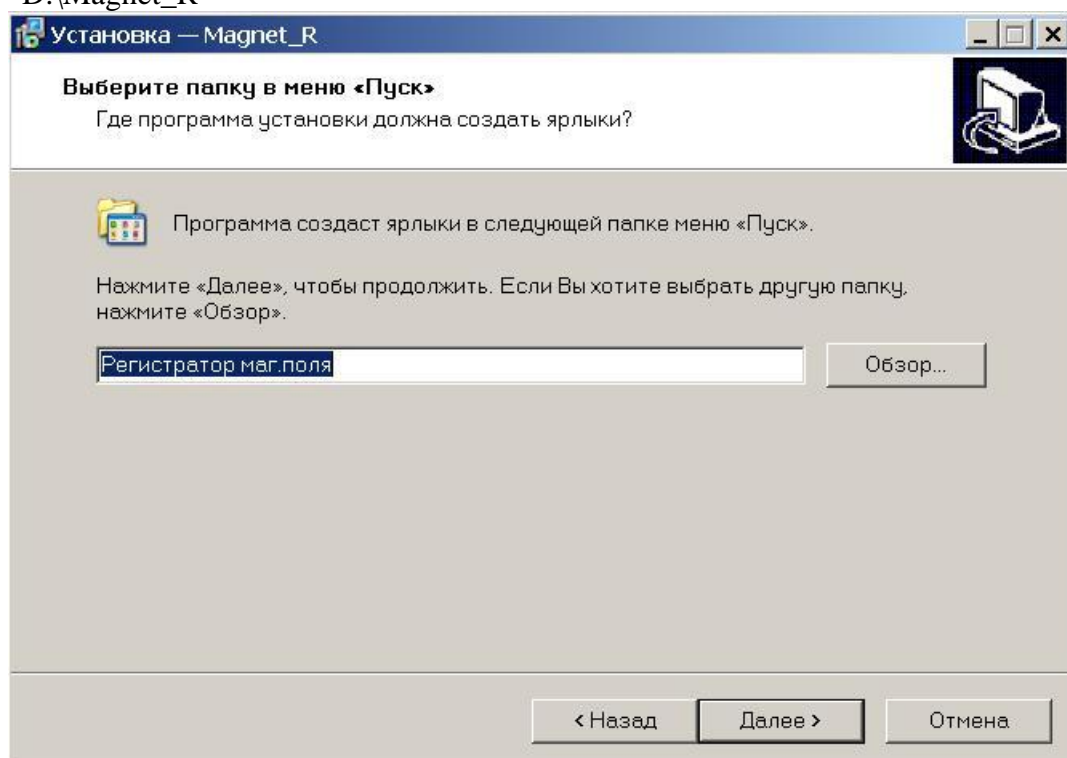 D:\Magnet_R
Установка — Magnet_R
Выберите папку в меню «Пуск»
Где программа установки должна создать ярлыки?
Программа создаст ярлыки в следующей папке меню «Пуск».
Нажмите «Далее», чтобы продолжить. Если Вы хотите выбрать другую папку,
нажмите «Обзор».
Регистратор маг.поля
Обзор...
< Назад
Далее >
Отмена